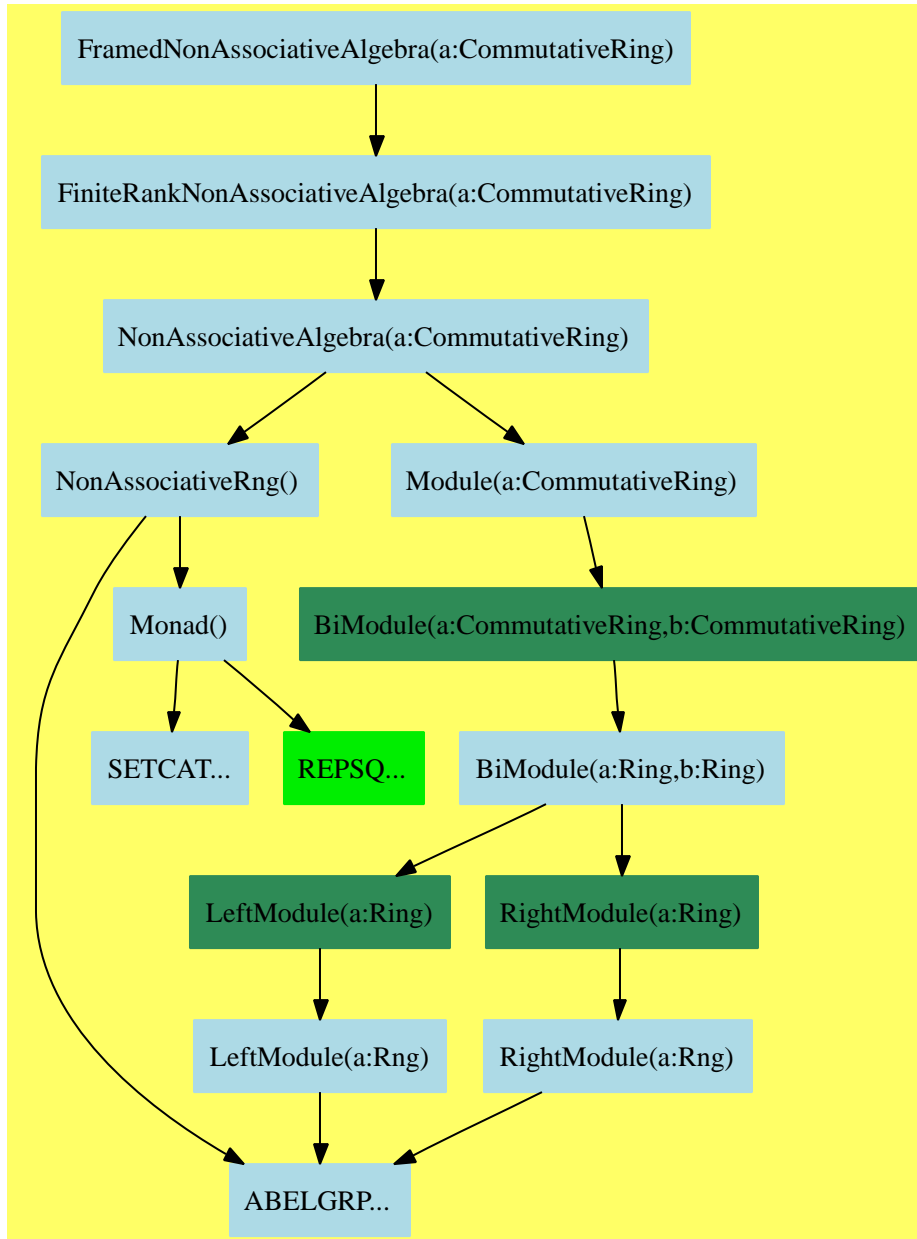 FramedNonAssociativeAlgebra(a:CommutativeRing)
FiniteRankNonAssociativeAlgebra(a:CommutativeRing)
NonAssociativeAlgebra(a:CommutativeRing)
NonAssociativeRng()
Module(a:CommutativeRing)
Monad()
BiModule(a:CommutativeRing,b:CommutativeRing)
SETCAT...
REPSQ...
BiModule(a:Ring,b:Ring)
LeftModule(a:Ring)
RightModule(a:Ring)
LeftModule(a:Rng)
RightModule(a:Rng)
ABELGRP...